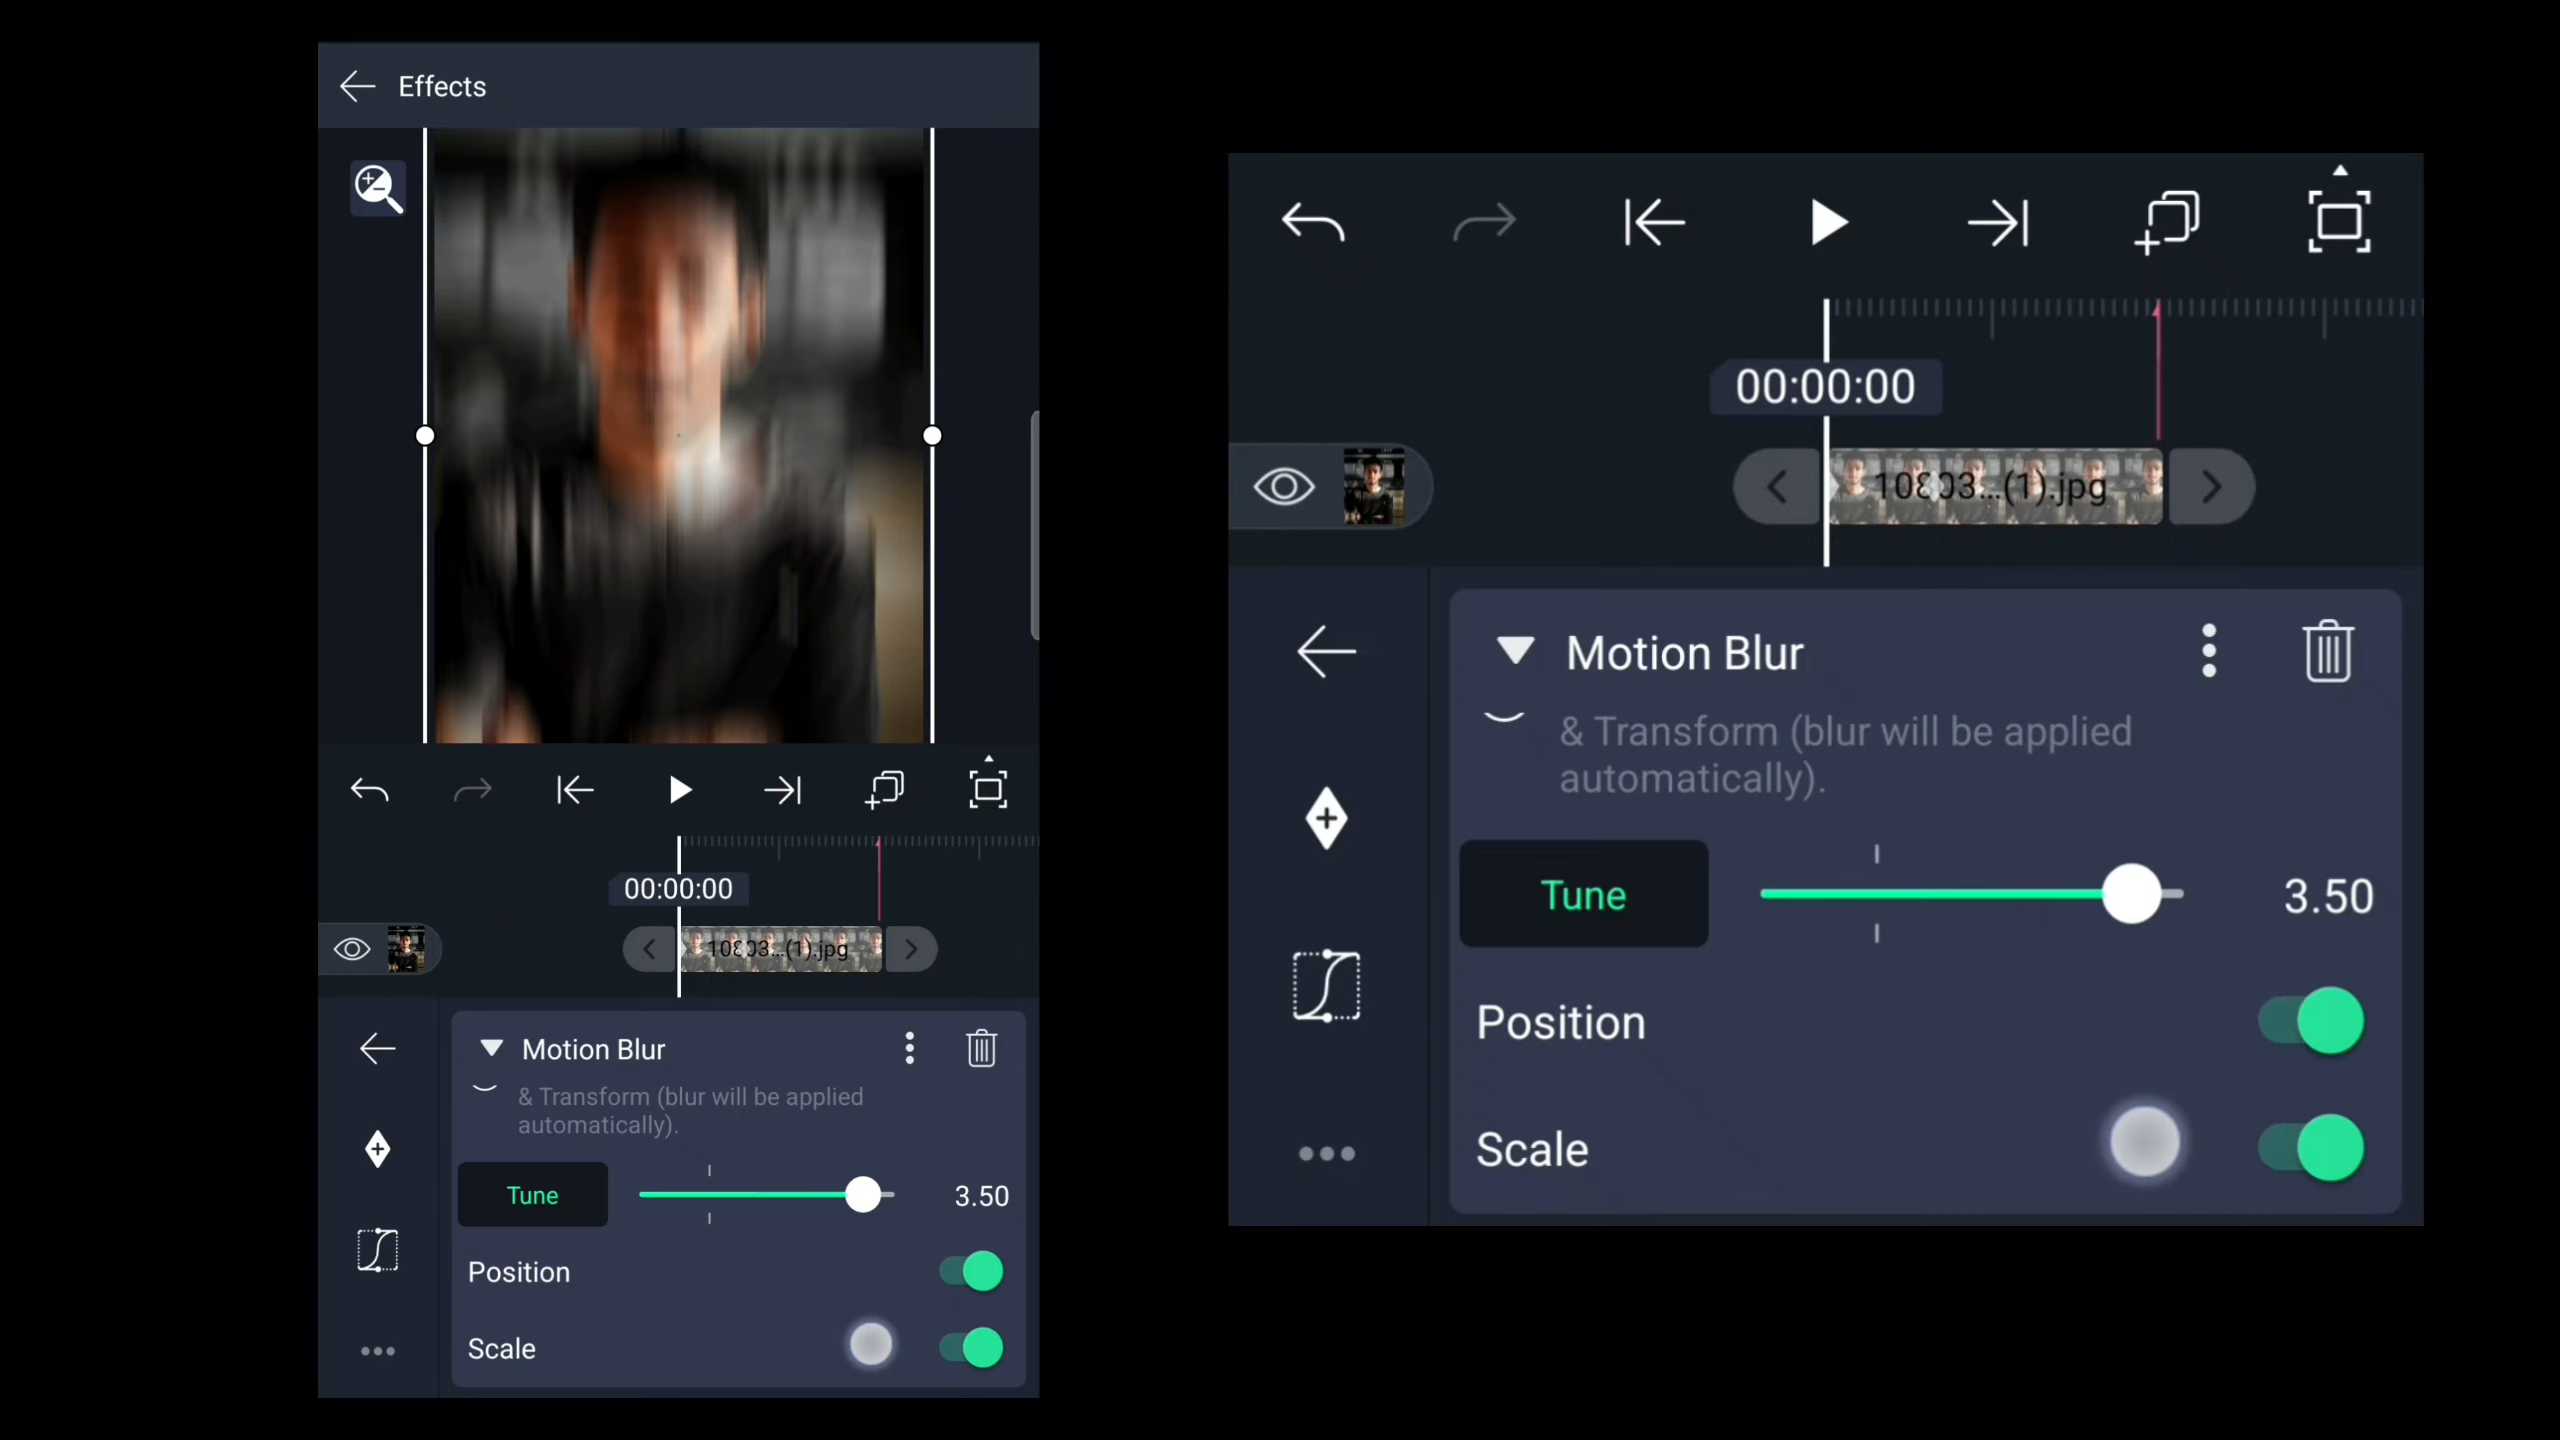 Effects
00:00:00
10803...(1).jpg
Motion Blur
& Transform (blur will be applied
automatically).
Tune
3.50
Position
Scale
00:00:00
10803...(1).jpg
Motion Blur
& Transform (blur will be applied
automatically).
Tune
3.50
Position
Scale